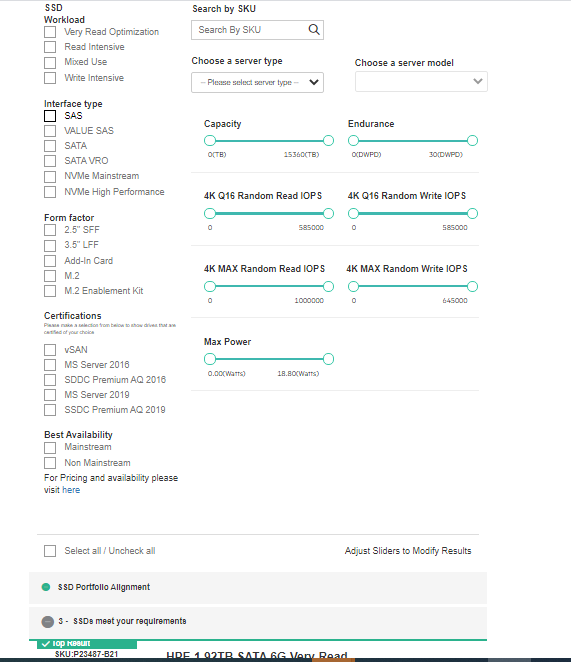 SSD
Workload
Very Read Optimization
Read Intensive
Mixed Use
Write Intensive
Interface type
SAS
VALUE SAS
SATA
SATA VRO
NVMe Mainstream
NVMe High Performance
Form factor
2.5" SFF
3.5" LFF
Add-In Card
M.2
M.2 Enablement Kit
Certifications
Please make a selection from below to show drives that are
certified of your choice
vSAN
MS Server 2016
SDDC Premium AQ 2016
MS Server 2019
SSDC Premium AQ 2019
Best Availability
Mainstream
Non Mainstream
For Pricing and availability please
visit here
Search by SKU
Search By SKU
Choose a server type
-- Please select server type --
Choose a server model
Capacity
0(TB) 15360(TB)
Endurance
0(DWPD) 30(DWPD)
4K Q16 Random Read IOPS
0 585000
4K Q16 Random Write IOPS
0 585000
4K MAX Random Read IOPS
0 1000000
4K MAX Random Write IOPS
0 645000
Max Power
0.00(Watts) 18.80(Watts)
Select all / Uncheck all
Adjust Sliders to Modify Results
SSD Portfolio Alignment
3 - SSDs meet your requirements
Top Result
SKU:P23487-B21
HPE 1.92TB SATA 6G Very Read